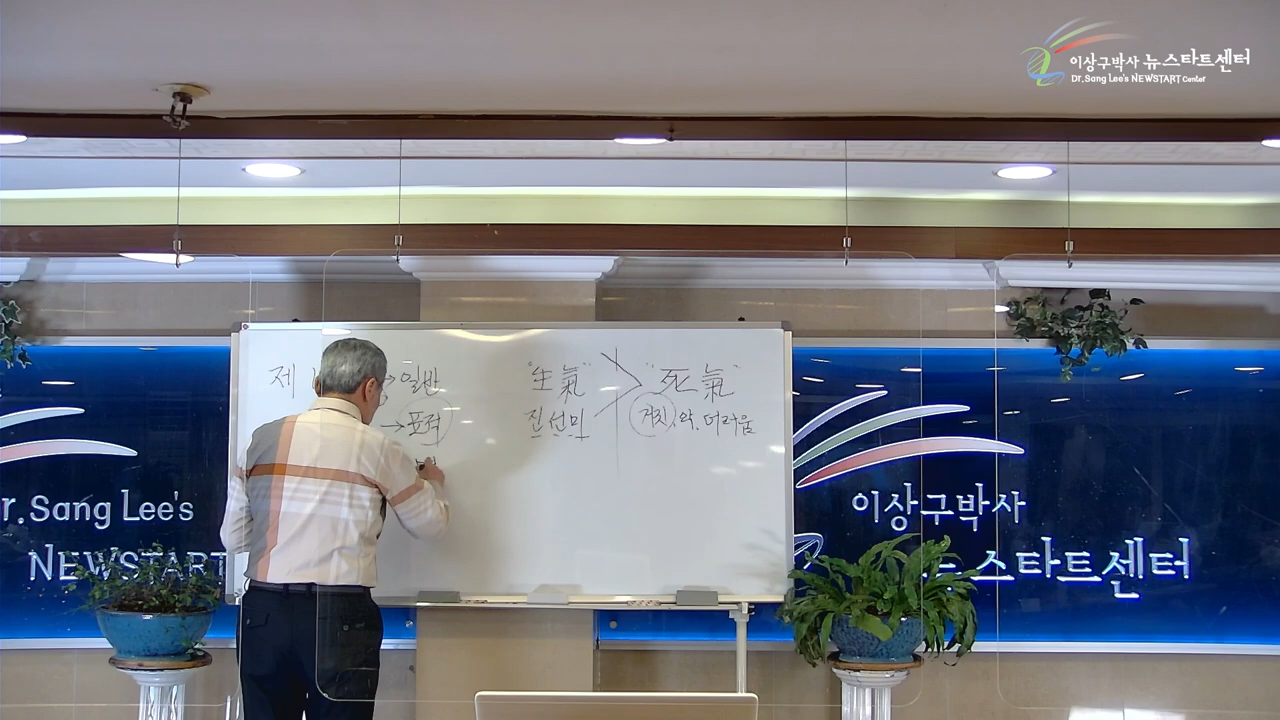 이상구박사 뉴스타트센터
Dr. Sang Lee's NEWSTART Center
제
→ 일반
→ 표적
"生氣" > "死氣"
진선미
거짓, 악, 더러움
r. Sang Lee's
NEWSTART
이상구박사
스타트센터